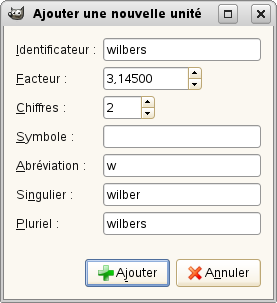 Ajouter une nouvelle unité
Identificateur : wilbers
Facteur : 3,14500
Chiffres : 2
Symbole :
Abréviation : w
Singulier : wilber
Pluriel : wilbers
Ajouter Annuler